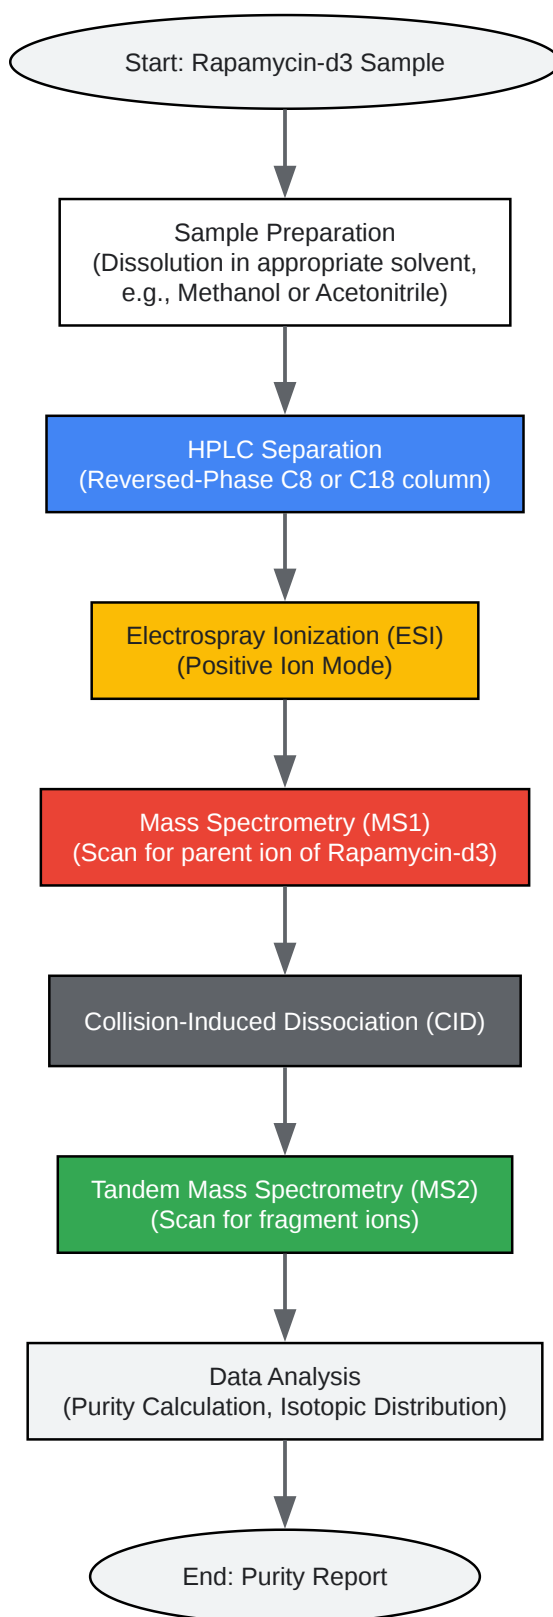 Start: Rapamycin-d3 Sample
Sample Preparation
(Dissolution in appropriate solvent,
e.g., Methanol or Acetonitrile)
HPLC Separation
(Reversed-Phase C8 or C18 column)
Electrospray Ionization (ESI)
(Positive Ion Mode)
Mass Spectrometry (MS1)
(Scan for parent ion of Rapamycin-d3)
Collision-Induced Dissociation (CID)
Tandem Mass Spectrometry (MS2)
(Scan for fragment ions)
Data Analysis
(Purity Calculation, Isotopic Distribution)
End: Purity Report